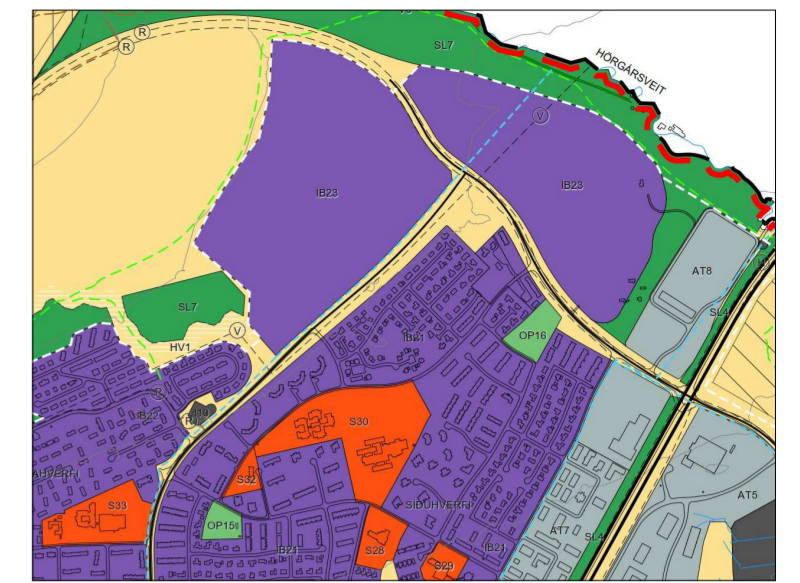 SL7
R
R
HÖRGÁRSVEIT
V
IB23
IB23
AT8
SL7
V
SL4
HV1
IB21
OP16
IB22
S30
S32
S33
SÍÐUHVERFI
AT5
OP15
AT7
SL4
IB21
S28
IB21
S29